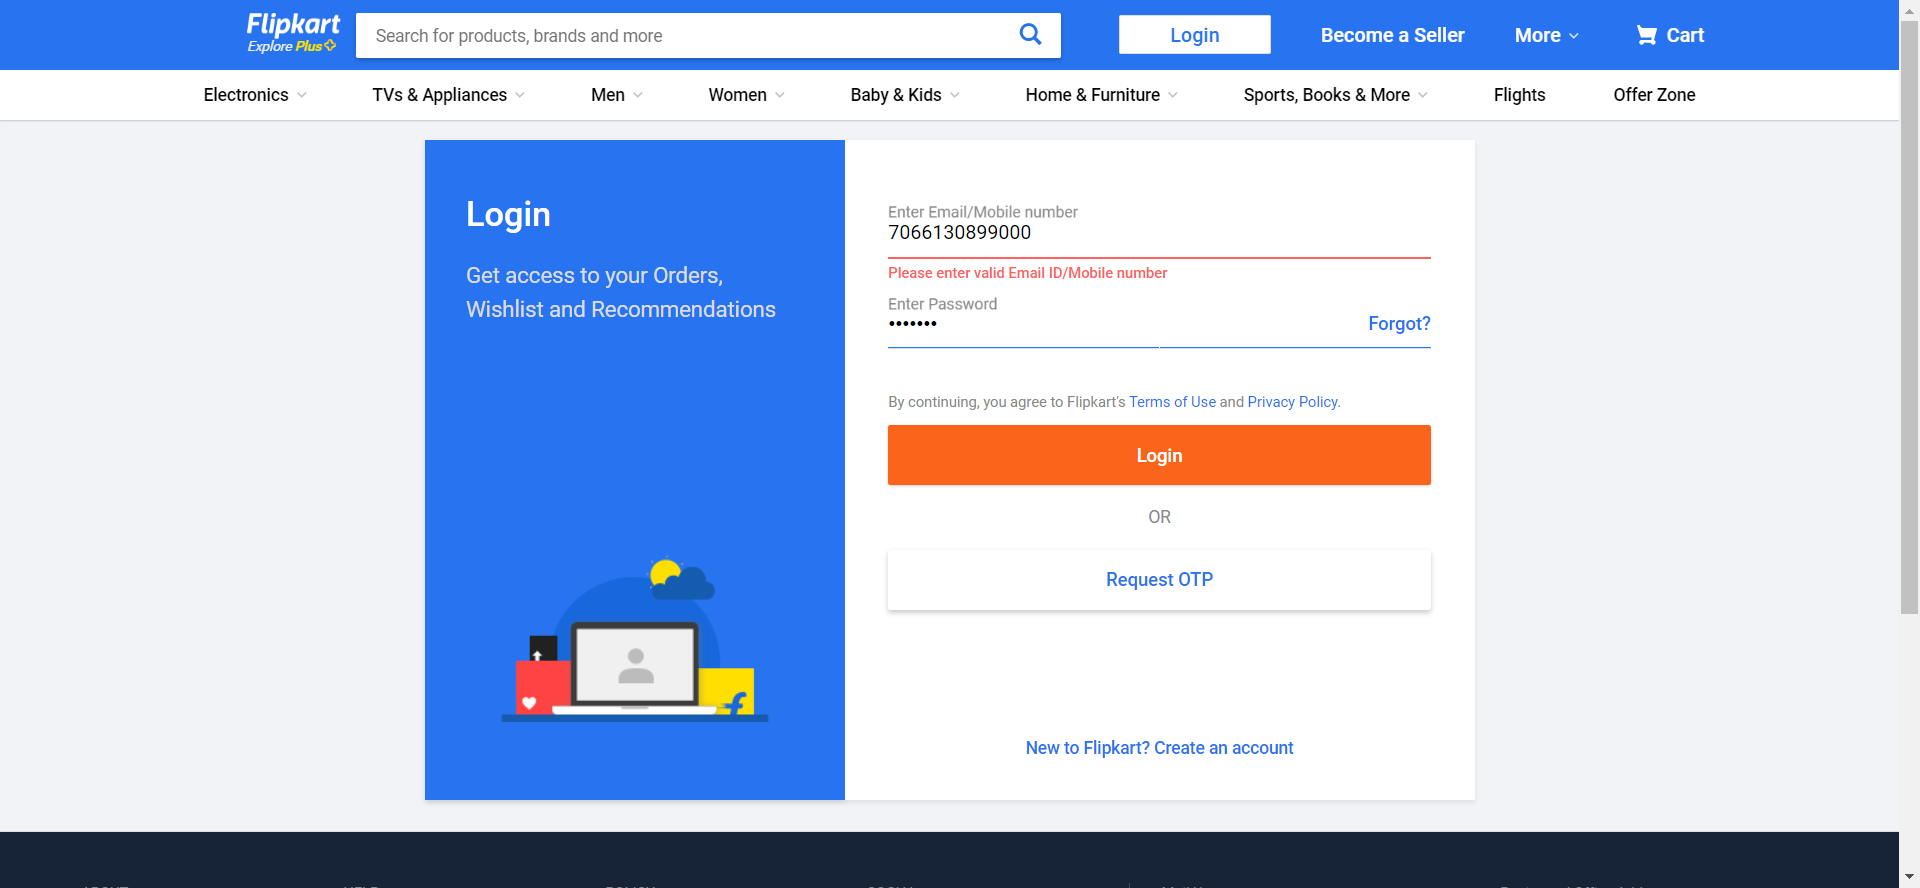 Flipkart
Explore Plus
Search for products, brands and more
Login
Become a Seller
More
Cart
Electronics
TVs & Appliances
Men
Women
Baby & Kids
Home & Furniture
Sports, Books & More
Flights
Offer Zone
Login
Get access to your Orders,
Wishlist and Recommendations
Enter Email/Mobile number
7066130899000
Please enter valid Email ID/Mobile number
Enter Password
•••••••
Forgot?
By continuing, you agree to Flipkart's Terms of Use and Privacy Policy.
Login
OR
Request OTP
New to Flipkart? Create an account